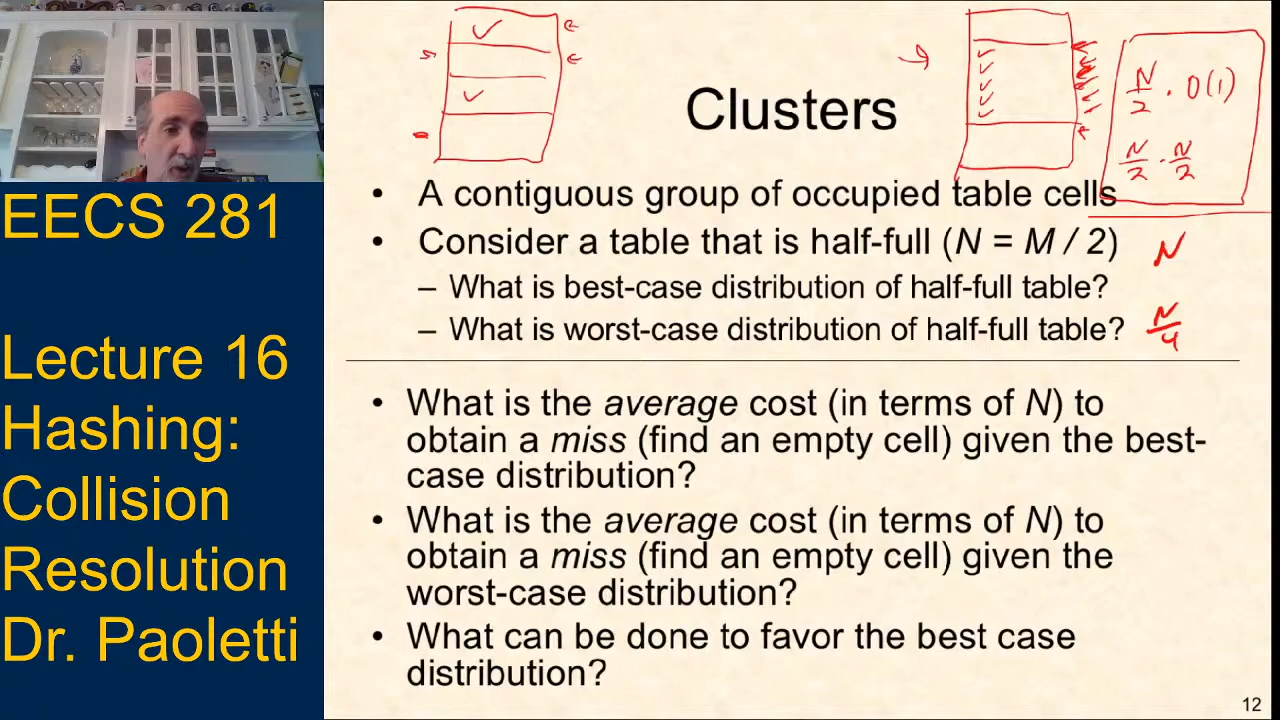 EECS 281
Lecture 16
Hashing:
Collision
Resolution
Dr. Paoletti
Clusters
N/2 · O(1)
N/2 · N/2
• A contiguous group of occupied table cells
• Consider a table that is half-full (N = M / 2)
N
– What is best-case distribution of half-full table?
– What is worst-case distribution of half-full table?
N/4
• What is the average cost (in terms of N) to
obtain a miss (find an empty cell) given the best-
case distribution?
• What is the average cost (in terms of N) to
obtain a miss (find an empty cell) given the
worst-case distribution?
• What can be done to favor the best case
distribution?
12